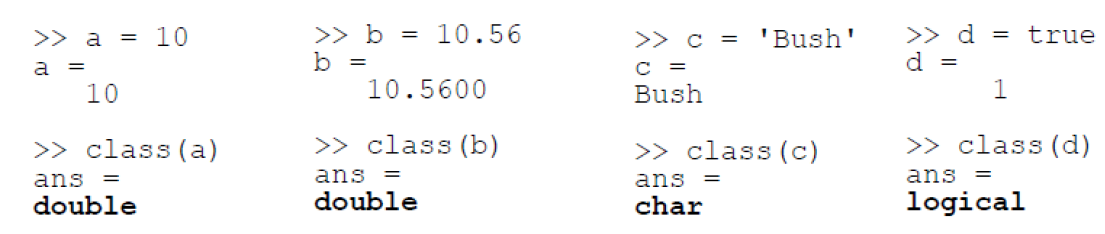 >> a = 10
a =
10
>> class(a)
ans =
double
>> b = 10.56
b =
10.5600
>> class(b)
ans =
double
>> c = 'Bush'
c =
Bush
>> class(c)
ans =
char
>> d = true
d =
1
>> class(d)
ans =
logical